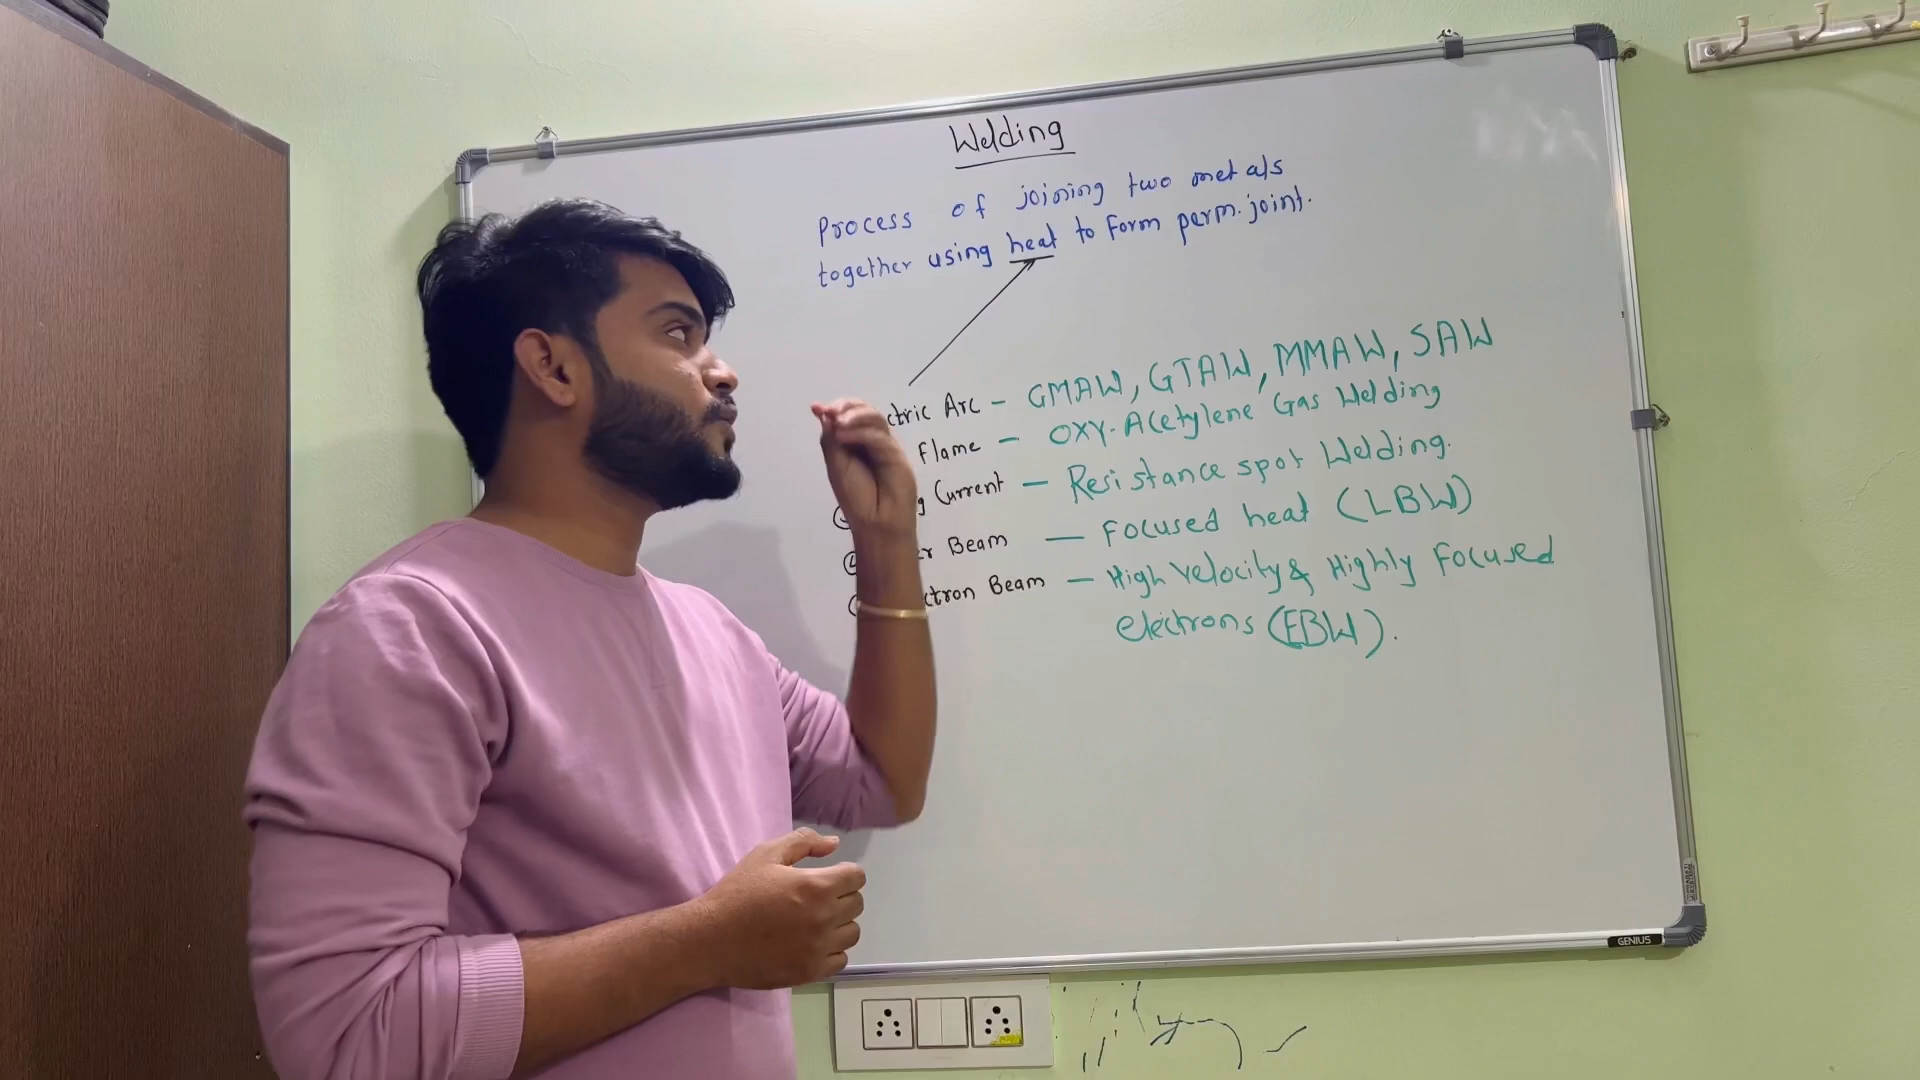 Welding
Process of joining two metals
together using heat to form perm. joint.
ctric Arc - GMAW, GTAW, MMAW, SAW
Flame - OXY-Acetylene Gas Welding
g Current - Resistance spot Welding.
④ er Beam - Focused heat (LBW)
ctron Beam - High velocity & Highly Focused
electrons (EBW).
GENIUS